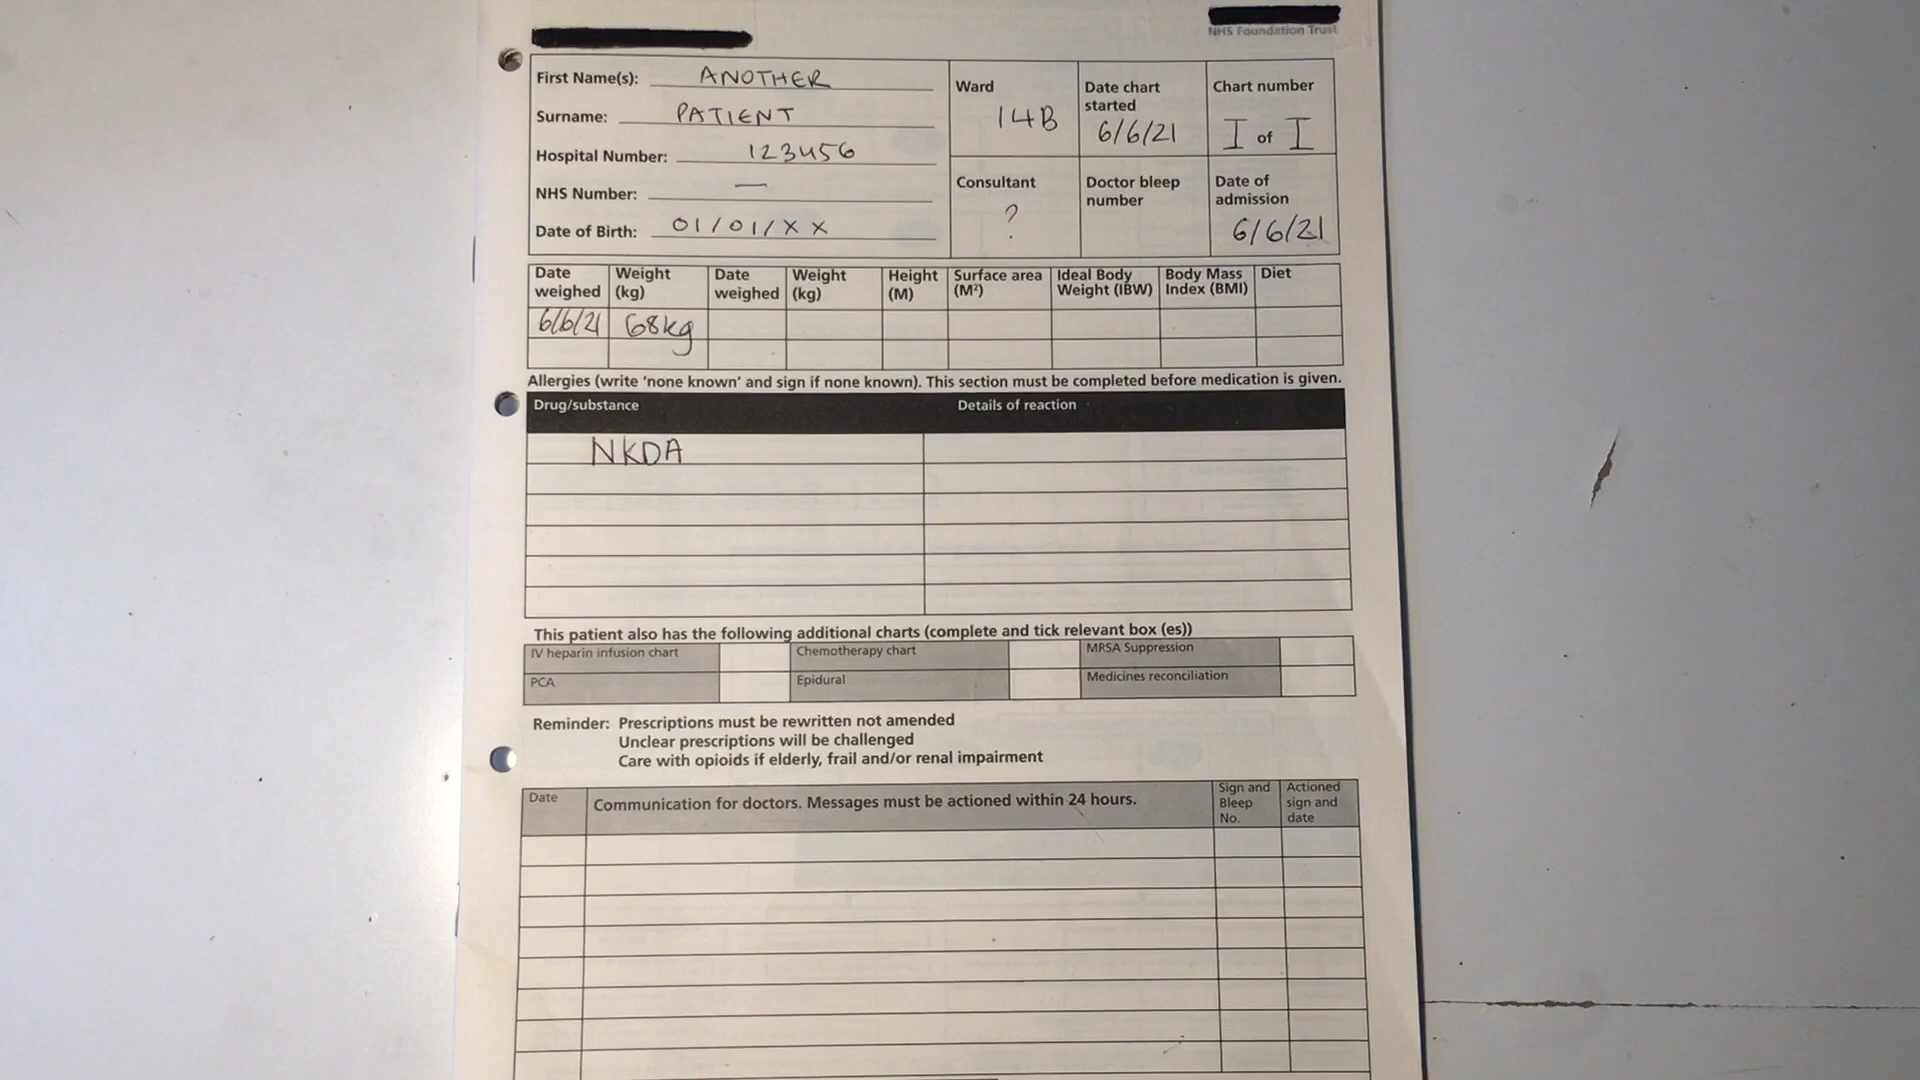 NHS Foundation Trust
First Name(s): ANOTHER
Surname: PATIENT
Hospital Number: 123456
NHS Number: —
Date of Birth: 01/01/XX
Ward
14B
Date chart started
6/6/21
Chart number
I of I
Consultant
?
Doctor bleep number
Date of admission
6/6/21
Date weighed Weight (kg) Date weighed Weight (kg) Height (M) Surface area (M²) Ideal Body Weight (IBW) Body Mass Index (BMI) Diet
6/6/21 68kg
Allergies (write 'none known' and sign if none known). This section must be completed before medication is given.
Drug/substance Details of reaction
NKDA
This patient also has the following additional charts (complete and tick relevant box (es))
IV heparin infusion chart Chemotherapy chart MRSA Suppression
PCA Epidural Medicines reconciliation
Reminder: Prescriptions must be rewritten not amended
Unclear prescriptions will be challenged
Care with opioids if elderly, frail and/or renal impairment
Date Communication for doctors. Messages must be actioned within 24 hours. Sign and Bleep No. Actioned sign and date